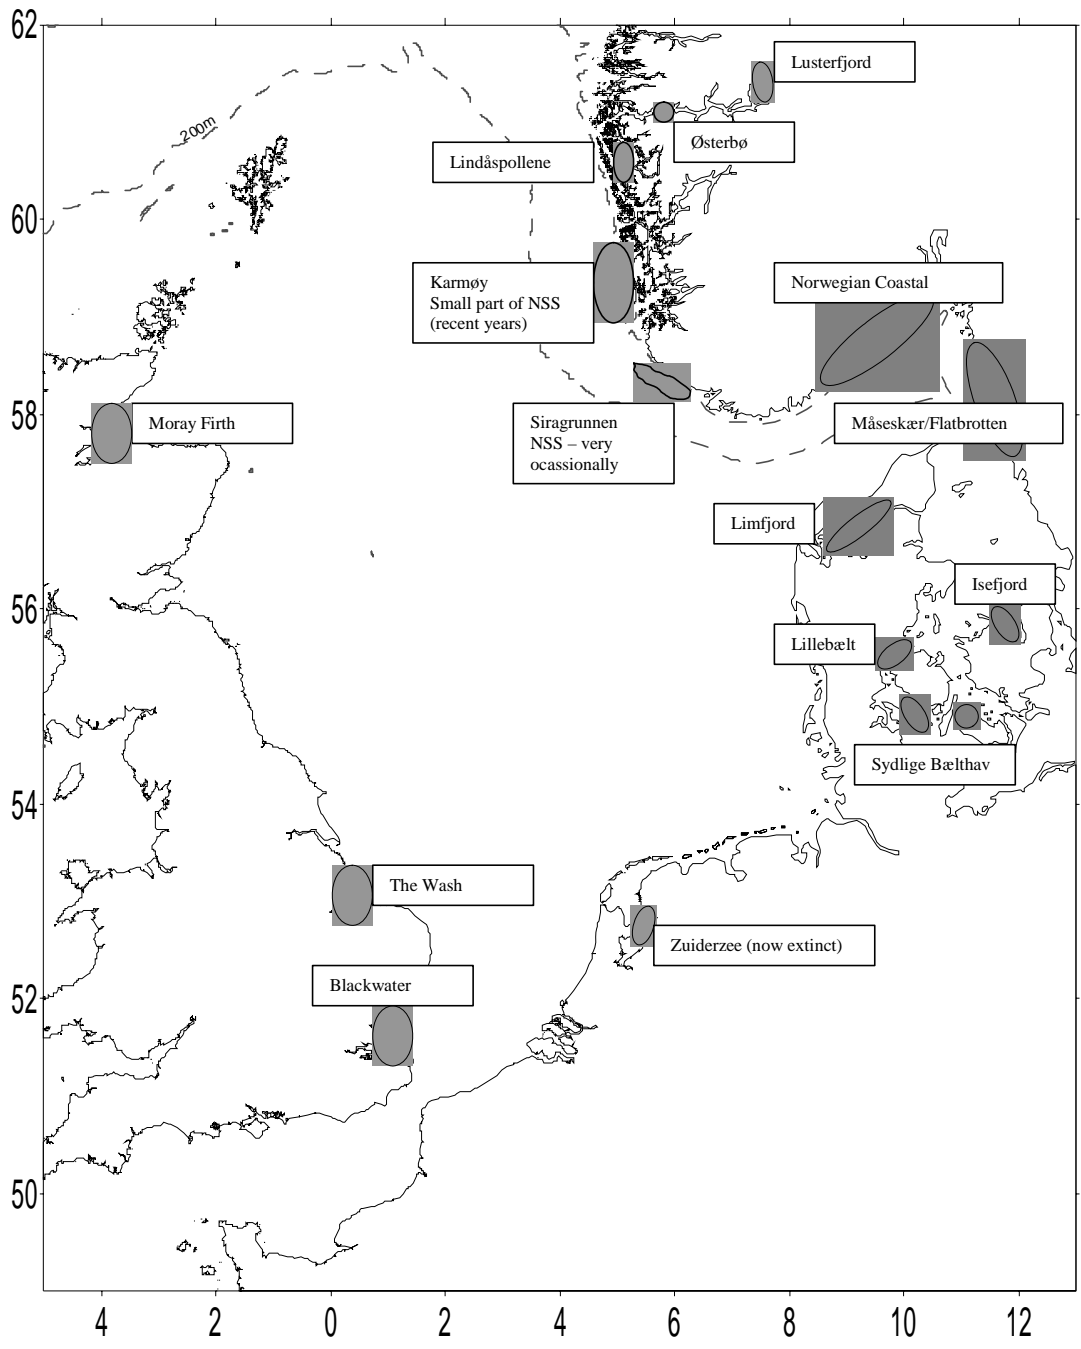 62
Lusterfjord
200m
Østerbø
Lindåspollene
60
Karmøy
Small part of NSS
(recent years)
Norwegian Coastal
58
Moray Firth
Siragrunnen
NSS – very
ocassionally
Måseskær/Flatbrotten
Limfjord
Isefjord
56
Lillebælt
Sydlige Bælthav
54
The Wash
Zuiderzee (now extinct)
Blackwater
52
50
4 2 0 4 6 8 10 12